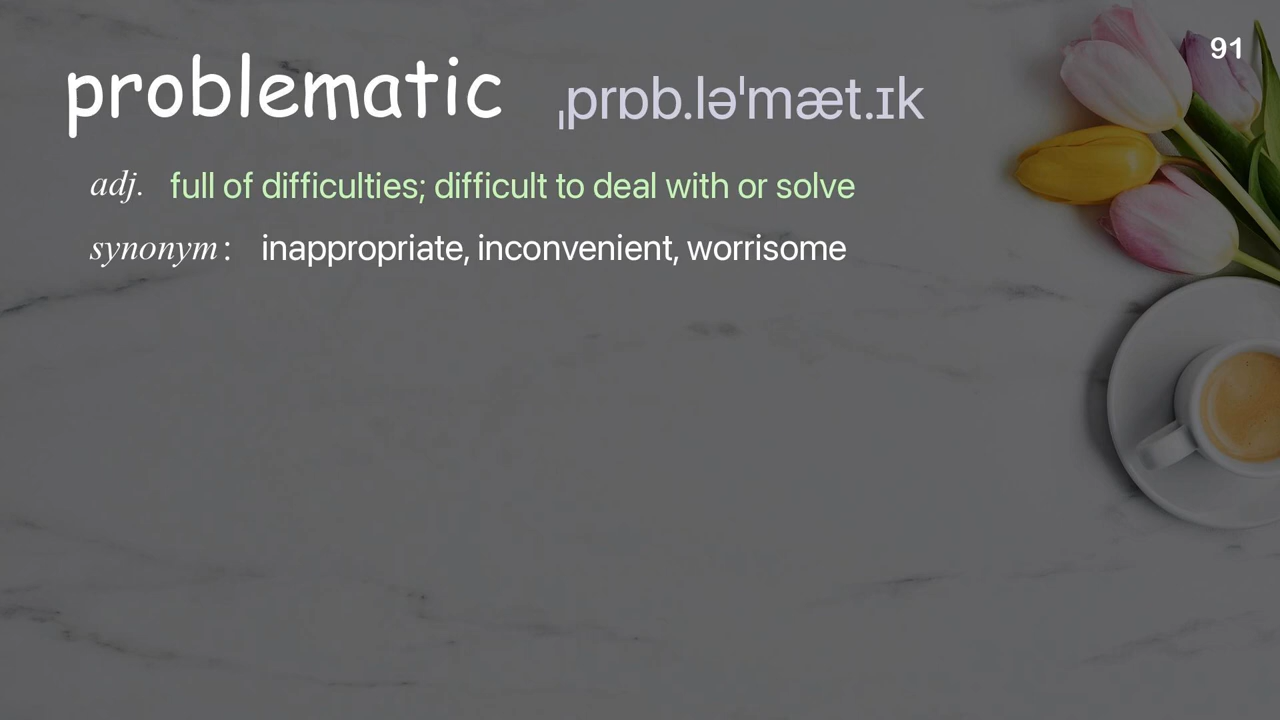 91
problematic ˌprɒb.ləˈmæt.ɪk
adj. full of difficulties; difficult to deal with or solve
synonym: inappropriate, inconvenient, worrisome